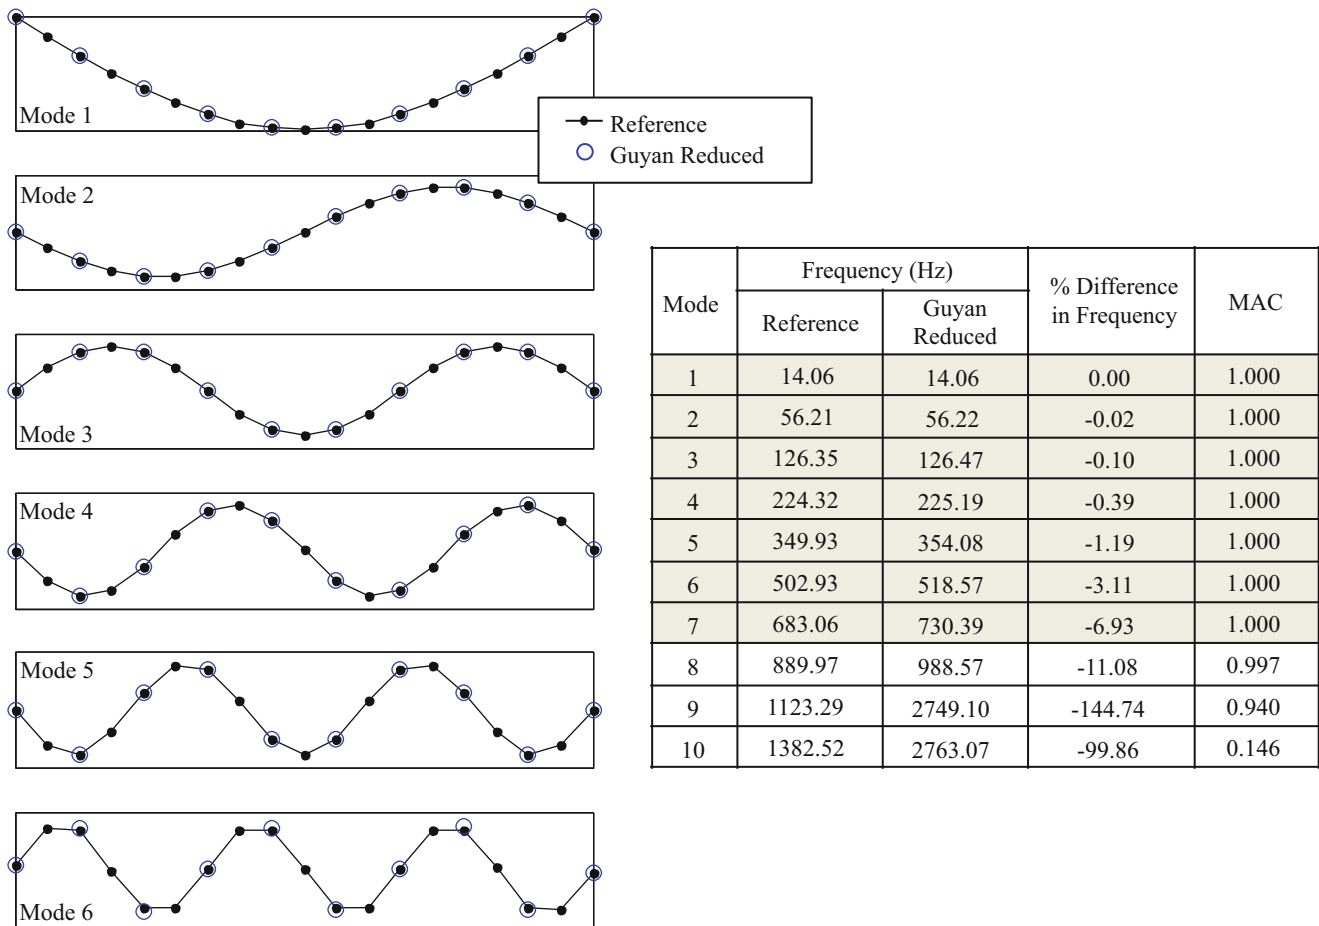 Mode 1
Reference
Guyan Reduced
Mode 2
Mode 3
Mode 4
Mode 5
Mode 6
Mode Frequency (Hz) % Difference in Frequency MAC
Reference Guyan Reduced
1 14.06 14.06 0.00 1.000
2 56.21 56.22 -0.02 1.000
3 126.35 126.47 -0.10 1.000
4 224.32 225.19 -0.39 1.000
5 349.93 354.08 -1.19 1.000
6 502.93 518.57 -3.11 1.000
7 683.06 730.39 -6.93 1.000
8 889.97 988.57 -11.08 0.997
9 1123.29 2749.10 -144.74 0.940
10 1382.52 2763.07 -99.86 0.146